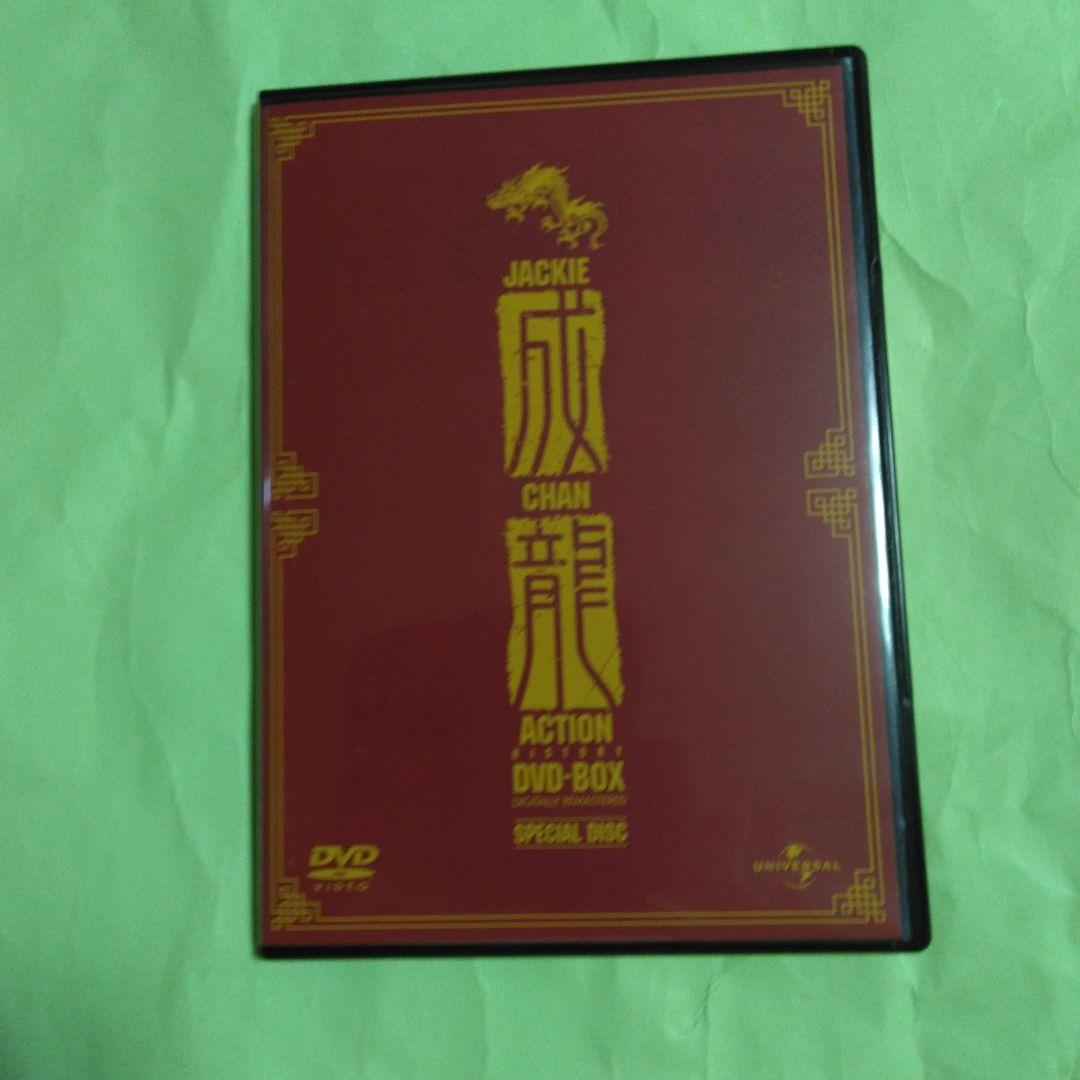 JACKIE
成
CHAN
龍
ACTION
HISTORY
DVD-BOX
DIGITALLY REMASTERED
SPECIAL DISC
DVD
VIDEO
UNIVERSAL